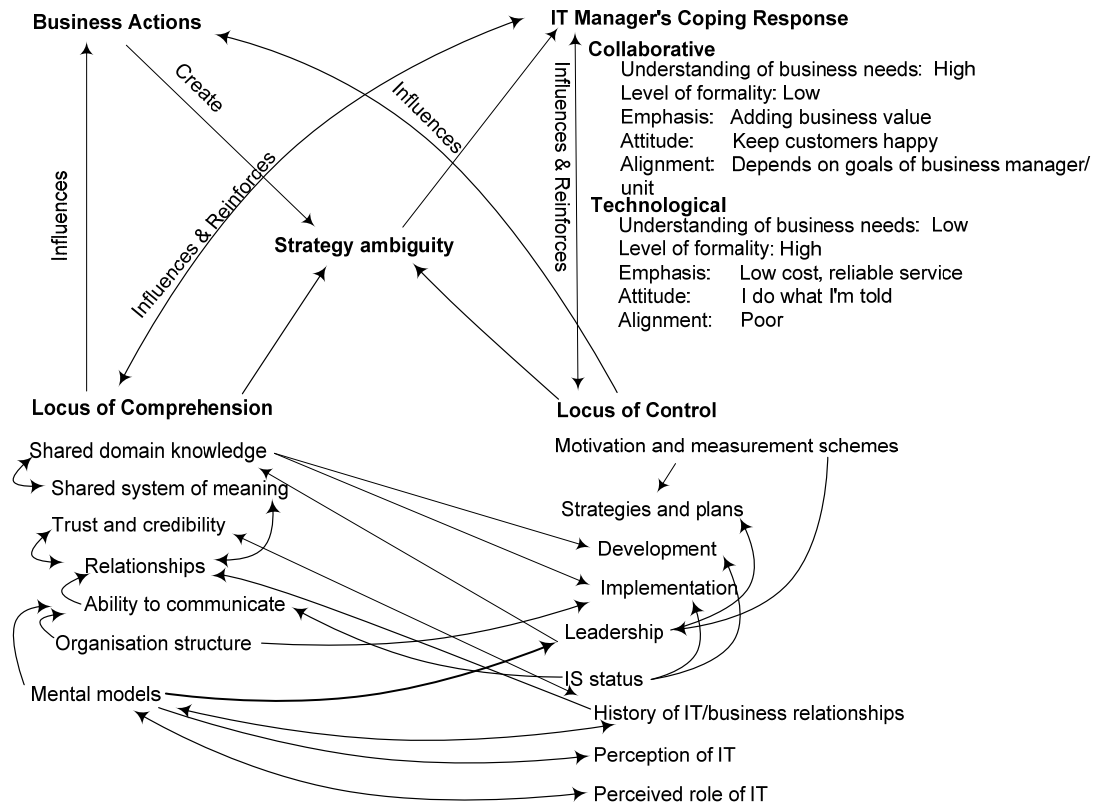 Business Actions
IT Manager's Coping Response
Collaborative
Understanding of business needs: High
Level of formality: Low
Emphasis: Adding business value
Attitude: Keep customers happy
Alignment: Depends on goals of business manager/
unit
Technological
Understanding of business needs: Low
Level of formality: High
Emphasis: Low cost, reliable service
Attitude: I do what I'm told
Alignment: Poor
Create
Influences
Influences & Reinforces
Influences
Influences & Reinforces
Strategy ambiguity
Locus of Comprehension
Shared domain knowledge
Shared system of meaning
Trust and credibility
Relationships
Ability to communicate
Organisation structure
Mental models
Locus of Control
Motivation and measurement schemes
Strategies and plans
Development
Implementation
Leadership
IS status
History of IT/business relationships
Perception of IT
Perceived role of IT